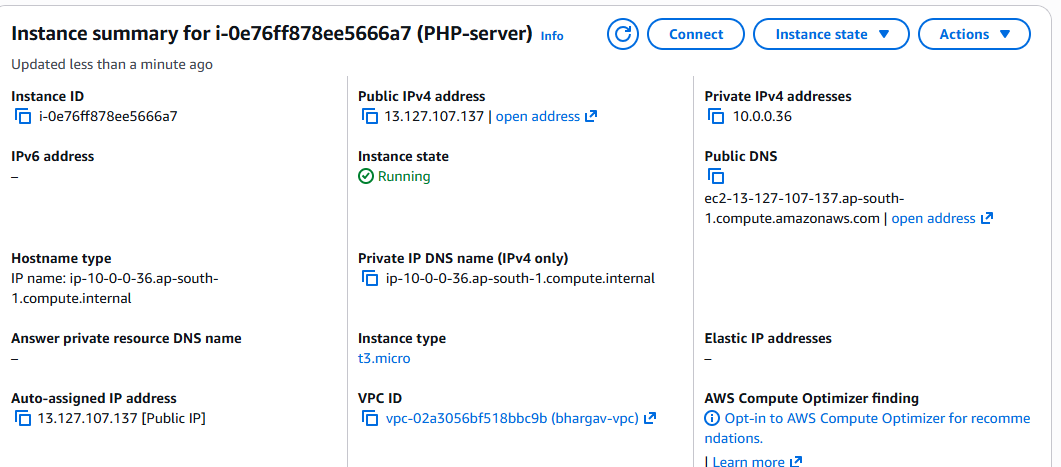 Instance summary for i-0e76ff878ee5666a7 (PHP-server) Info
Connect
Instance state
Actions
Updated less than a minute ago
Instance ID
i-0e76ff878ee5666a7
Public IPv4 address
13.127.107.137 | open address
Private IPv4 addresses
10.0.0.36
IPv6 address
–
Instance state
Running
Public DNS
ec2-13-127-107-137.ap-south-
1.compute.amazonaws.com | open address
Hostname type
IP name: ip-10-0-0-36.ap-south-
1.compute.internal
Private IP DNS name (IPv4 only)
ip-10-0-0-36.ap-south-1.compute.internal
Answer private resource DNS name
–
Instance type
t3.micro
Elastic IP addresses
–
Auto-assigned IP address
13.127.107.137 [Public IP]
VPC ID
vpc-02a3056bf518bbc9b (bhargav-vpc)
AWS Compute Optimizer finding
Opt-in to AWS Compute Optimizer for recomme
ndations.
| Learn more